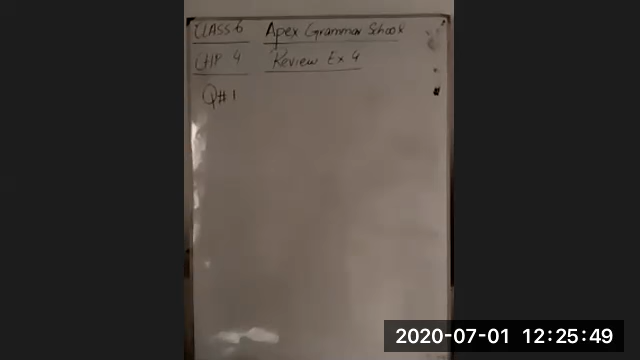 CLASS 6 Apex Grammar School
CHP 4 Review Ex 4
Q#1
2020-07-01 12:25:49